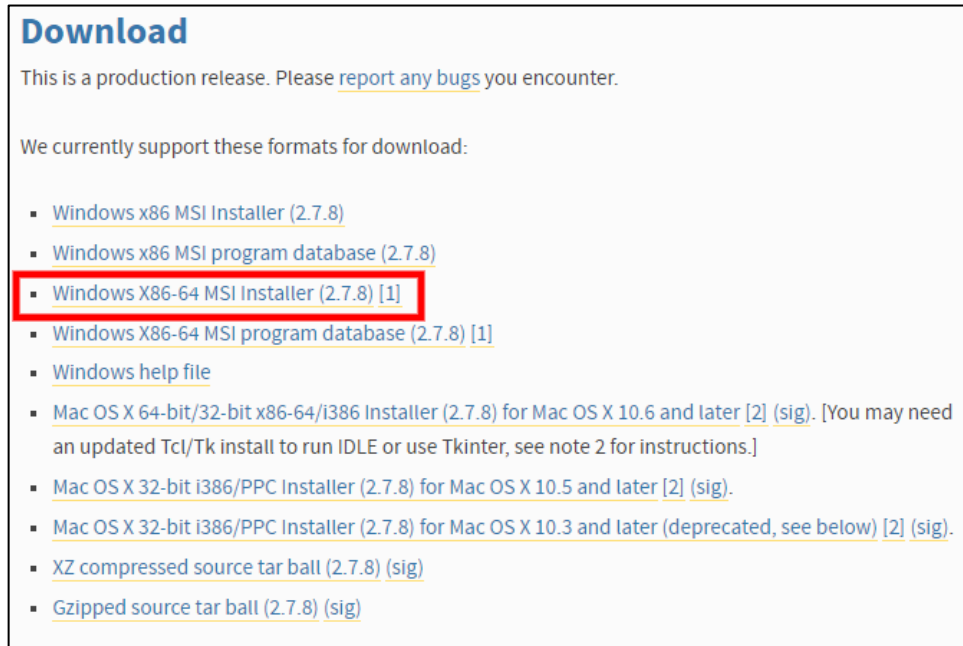 Download
This is a production release. Please report any bugs you encounter.
We currently support these formats for download:
Windows x86 MSI Installer (2.7.8)
Windows x86 MSI program database (2.7.8)
Windows X86-64 MSI Installer (2.7.8) [1]
Windows X86-64 MSI program database (2.7.8) [1]
Windows help file
Mac OS X 64-bit/32-bit x86-64/i386 Installer (2.7.8) for Mac OS X 10.6 and later [2] (sig). [You may need
an updated Tcl/Tk install to run IDLE or use Tkinter, see note 2 for instructions.]
Mac OS X 32-bit i386/PPC Installer (2.7.8) for Mac OS X 10.5 and later [2] (sig).
Mac OS X 32-bit i386/PPC Installer (2.7.8) for Mac OS X 10.3 and later (deprecated, see below) [2] (sig).
XZ compressed source tar ball (2.7.8) (sig)
Gzipped source tar ball (2.7.8) (sig)